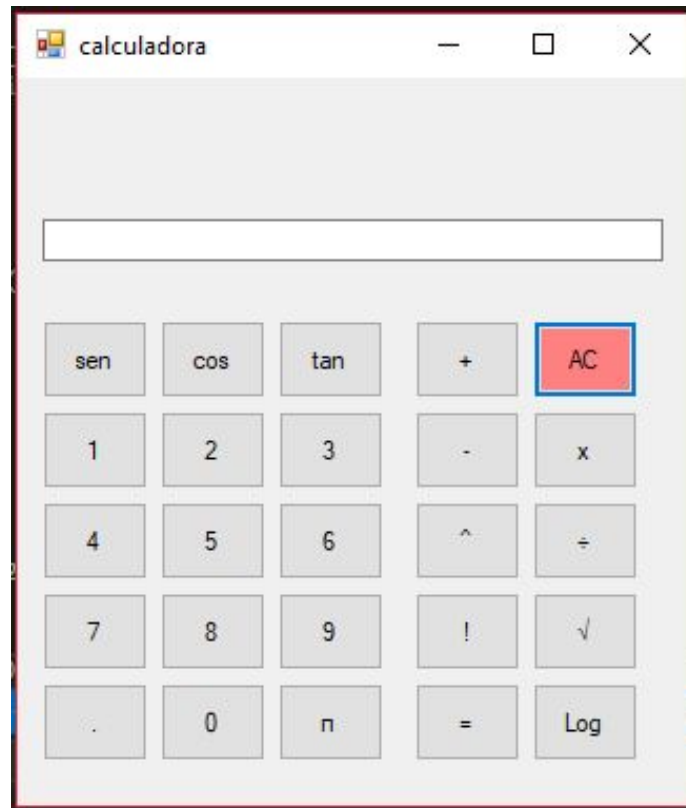 calculadora
sen cos tan + AC
1 2 3 - x
4 5 6 ^ ÷
7 8 9 ! √
. 0 п = Log